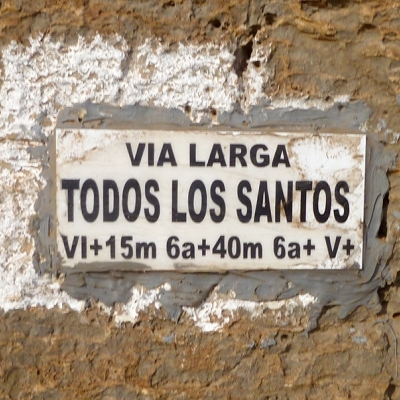 VIA LARGA
TODOS LOS SANTOS
VI+15m 6a+40m 6a+ V+